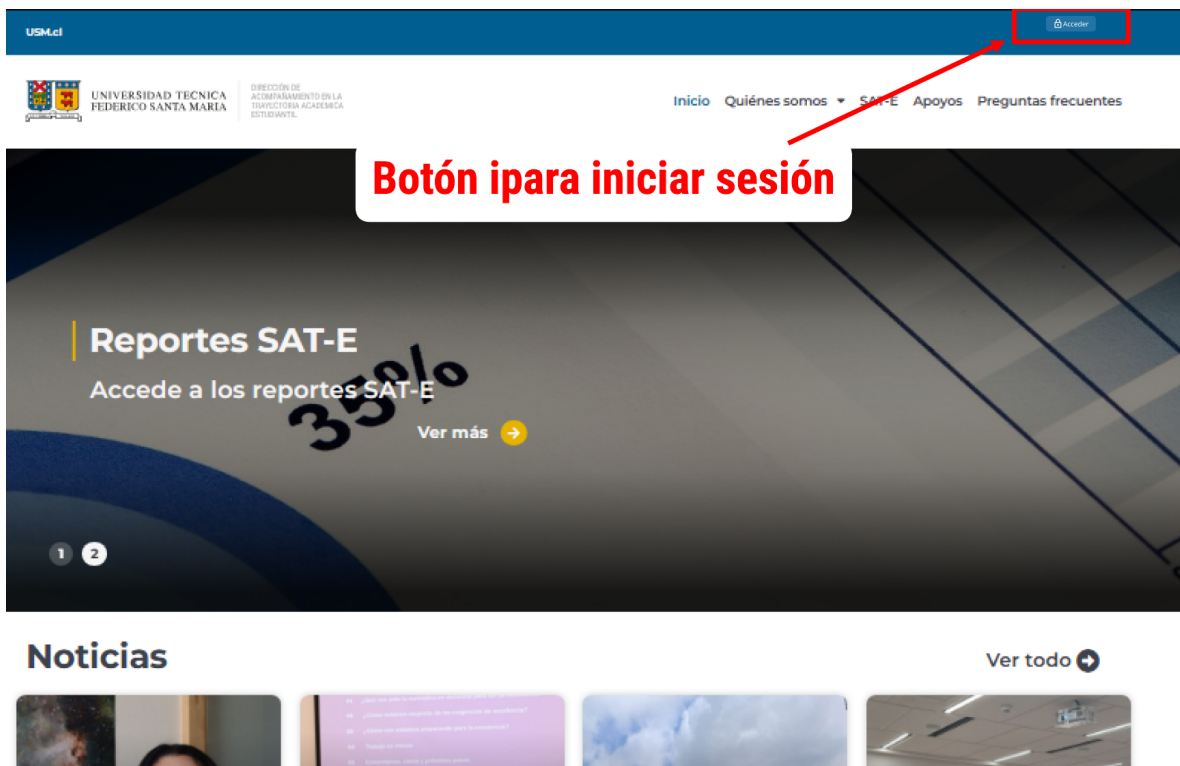 USM.cl
Acceder
UNIVERSIDAD TECNICA
FEDERICO SANTA MARIA
DIRECCIÓN DE
ACOMPAÑAMIENTO EN LA
TRAYECTORIA ACADÉMICA
ESTUDIANTIL
Inicio Quiénes somos SAT-E Apoyos Preguntas frecuentes
Botón ipara iniciar sesión
Reportes SAT-E
Accede a los reportes SAT-E
35%
Ver más
1 2
Noticias
Ver todo